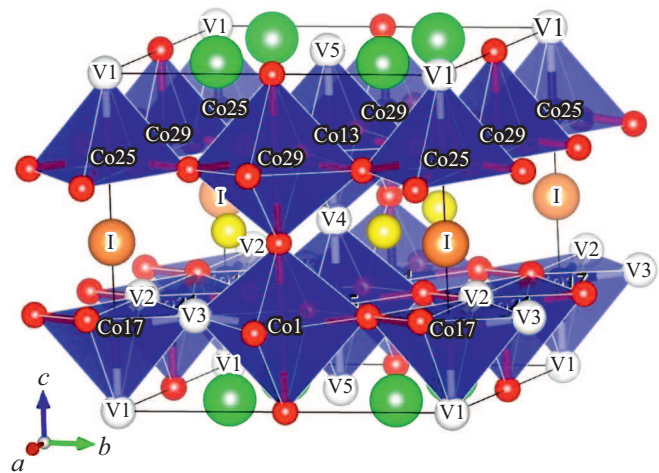 V1 V1
V1 V5 V1
Co25 Co29 Co25
Co29 Co13 Co29
Co25 Co29 Co25
I I
V4
I V2 I V2
V3
V2 V2
V3 V3
Co17 Co1 Co17
V1 V1
V5
V1 V1
c
b
a